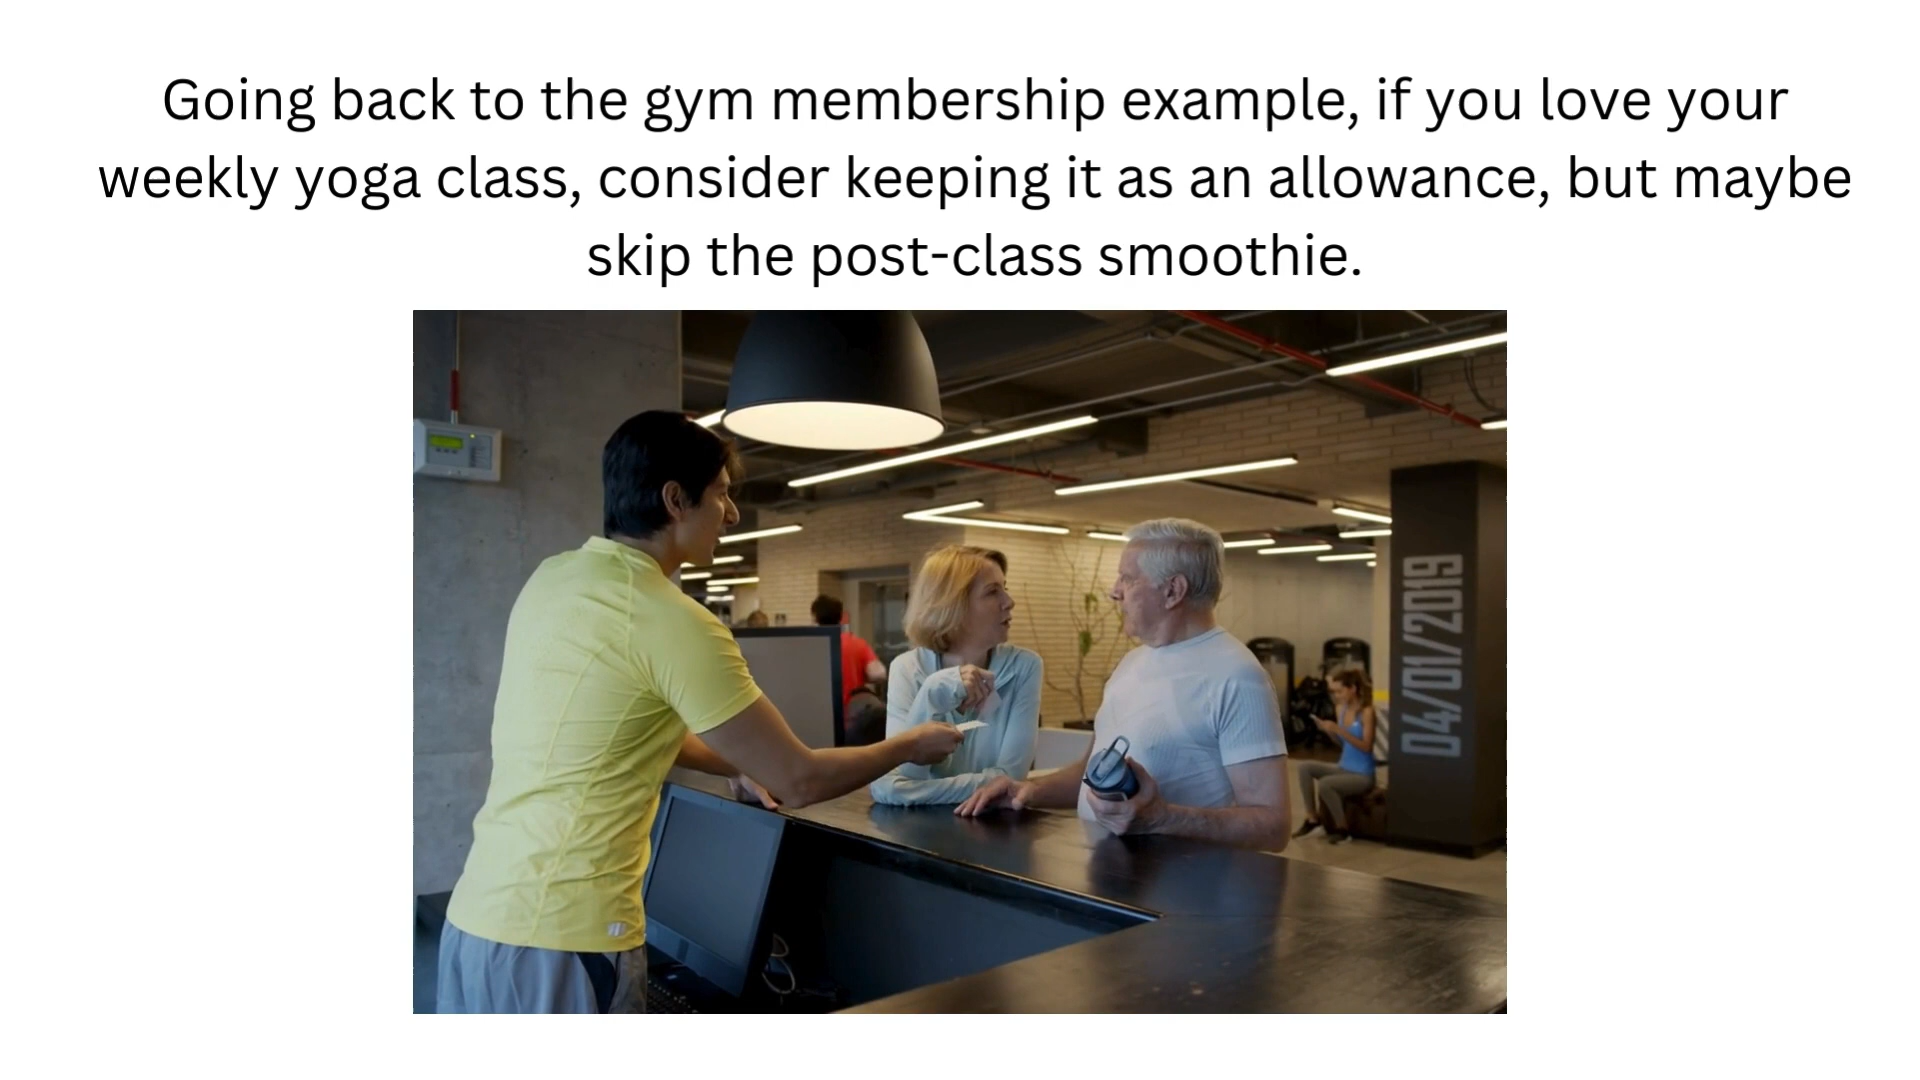 Going back to the gym membership example, if you love your
weekly yoga class, consider keeping it as an allowance, but maybe
skip the post-class smoothie.
04/01/2019